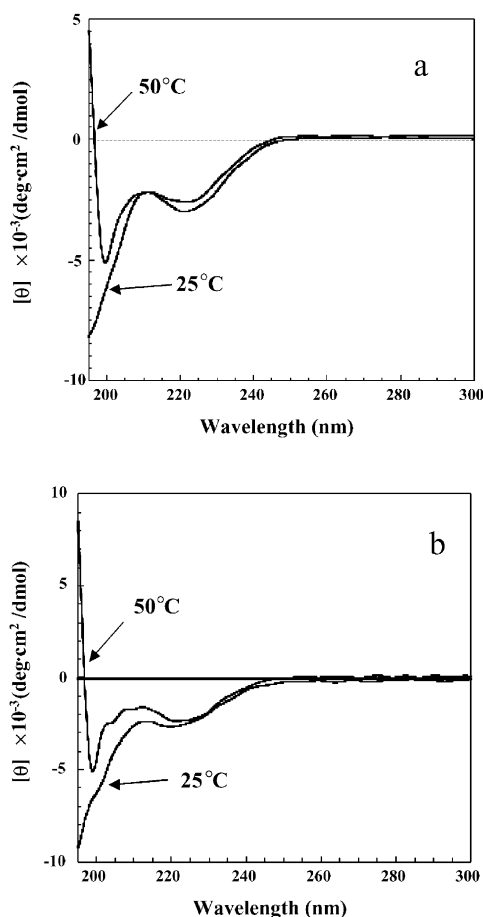 a
5
0
-5
-10
50°C
25°C
[θ] ×10⁻³(deg·cm² /dmol)
200 220 240 260 280 300
Wavelength (nm)
b
10
5
0
-5
-10
50°C
25°C
[θ] ×10⁻³(deg·cm² /dmol)
200 220 240 260 280 300
Wavelength (nm)